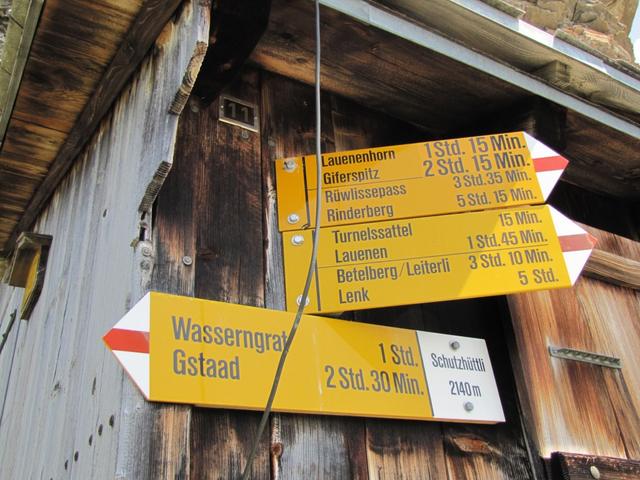 11
Lauenenhorn 1 Std. 15 Min.
Giferspitz 2 Std. 15 Min.
Rüwlissepass 3 Std. 35 Min.
Rinderberg 5 Std. 15 Min.
Turnelssattel 15 Min.
Lauenen 1 Std. 45 Min.
Betelberg/Leiterli 3 Std. 10 Min.
Lenk 5 Std.
Wasserngrat 1 Std.
Gstaad 2 Std. 30 Min.
Schutzhüttli
2140 m